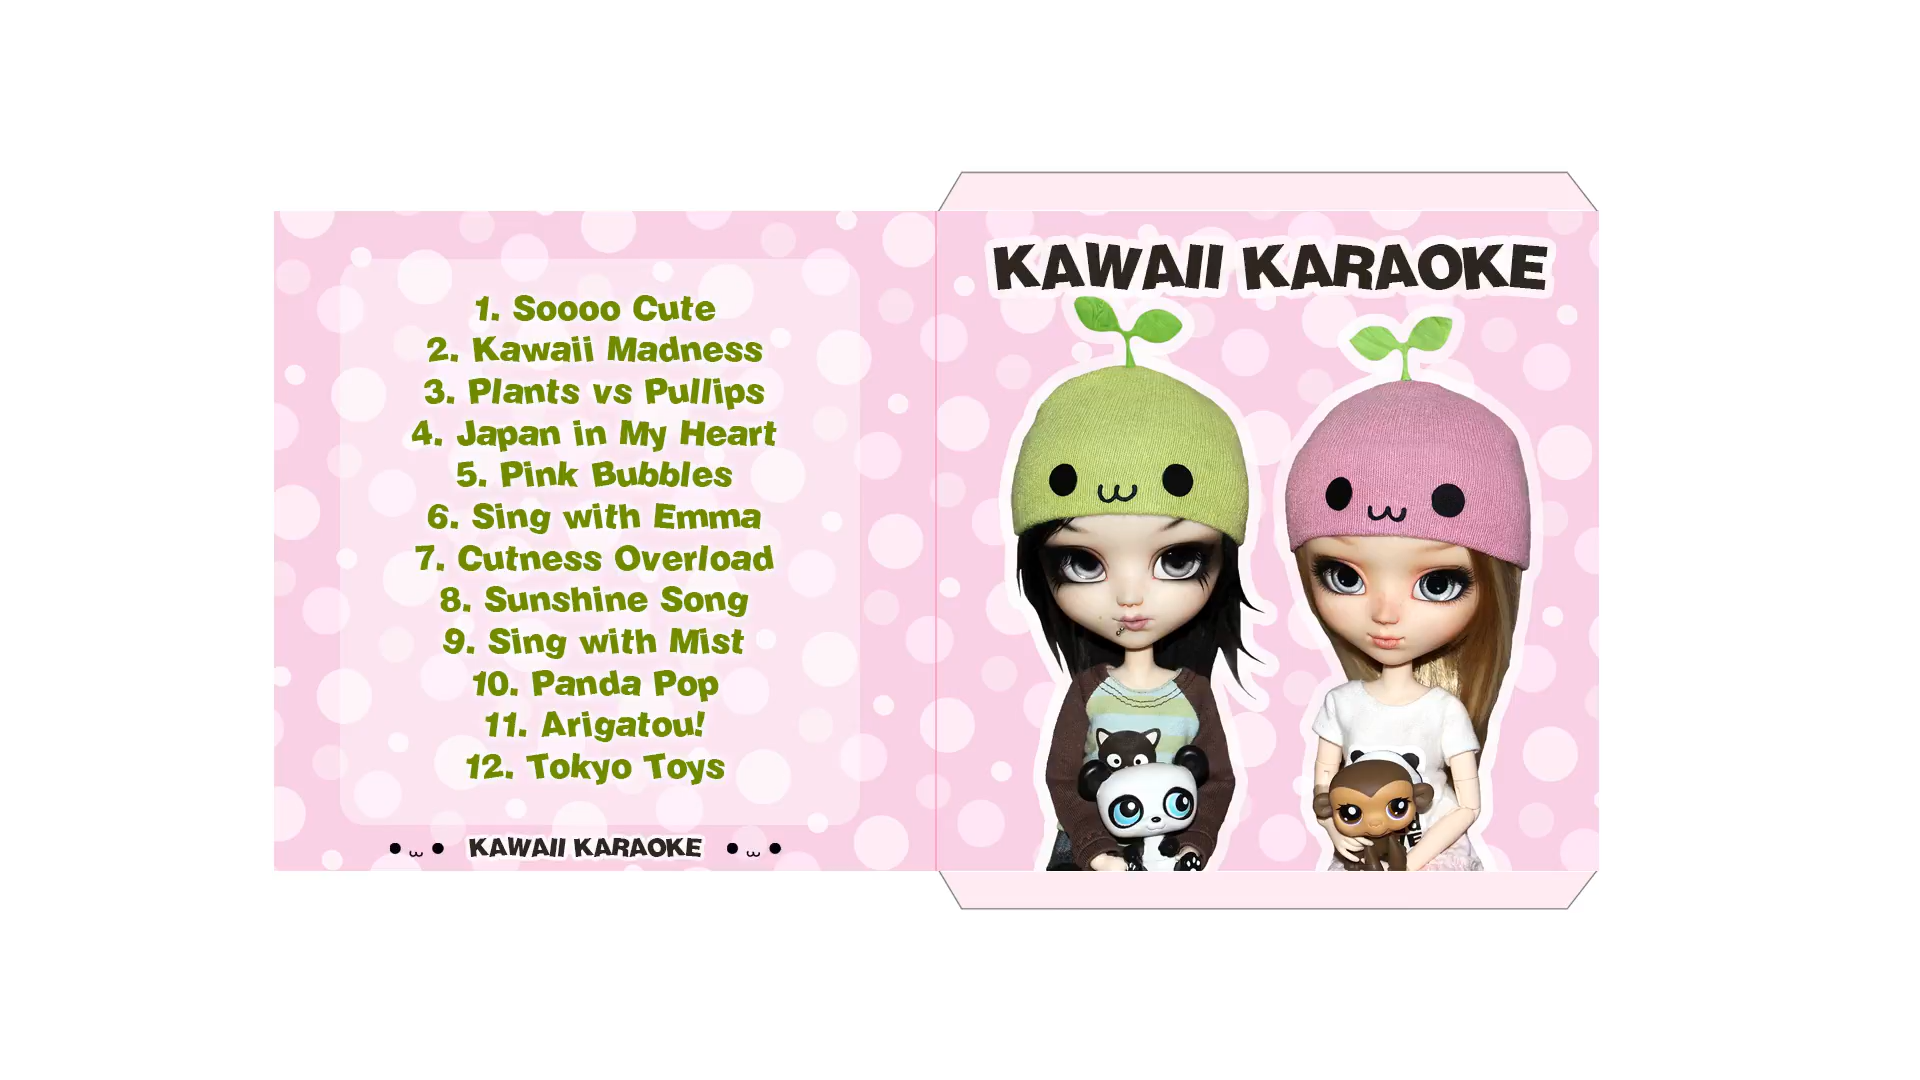 1. Soooo Cute
2. Kawaii Madness
3. Plants vs Pullips
4. Japan in My Heart
5. Pink Bubbles
6. Sing with Emma
7. Cutness Overload
8. Sunshine Song
9. Sing with Mist
10. Panda Pop
11. Arigatou!
12. Tokyo Toys
KAWAII KARAOKE
KAWAII KARAOKE